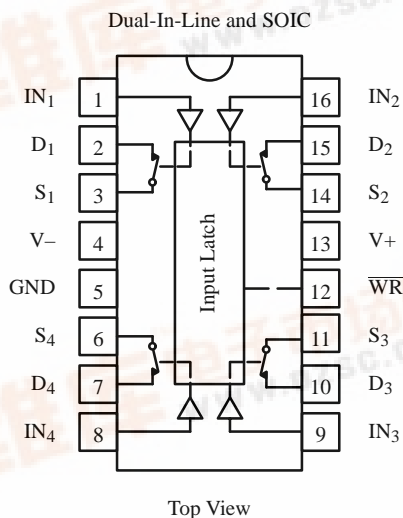 Dual-In-Line and SOIC
IN1 1 16 IN2
D1 2 15 D2
S1 3 14 S2
V– 4 13 V+
GND 5 12 WR
S4 6 11 S3
D4 7 10 D3
IN4 8 9 IN3
Input Latch
Top View